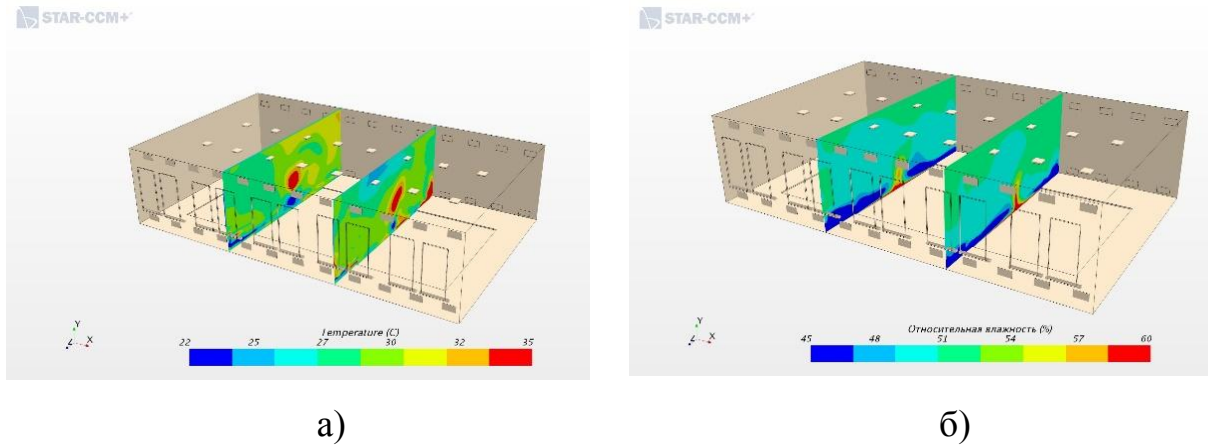 STAR-CCM+
Temperature (C)
22 25 27 30 32 35
Y
Z X
а)
STAR-CCM+
Относительная влажность (%)
45 48 51 54 57 60
Y
Z X
б)